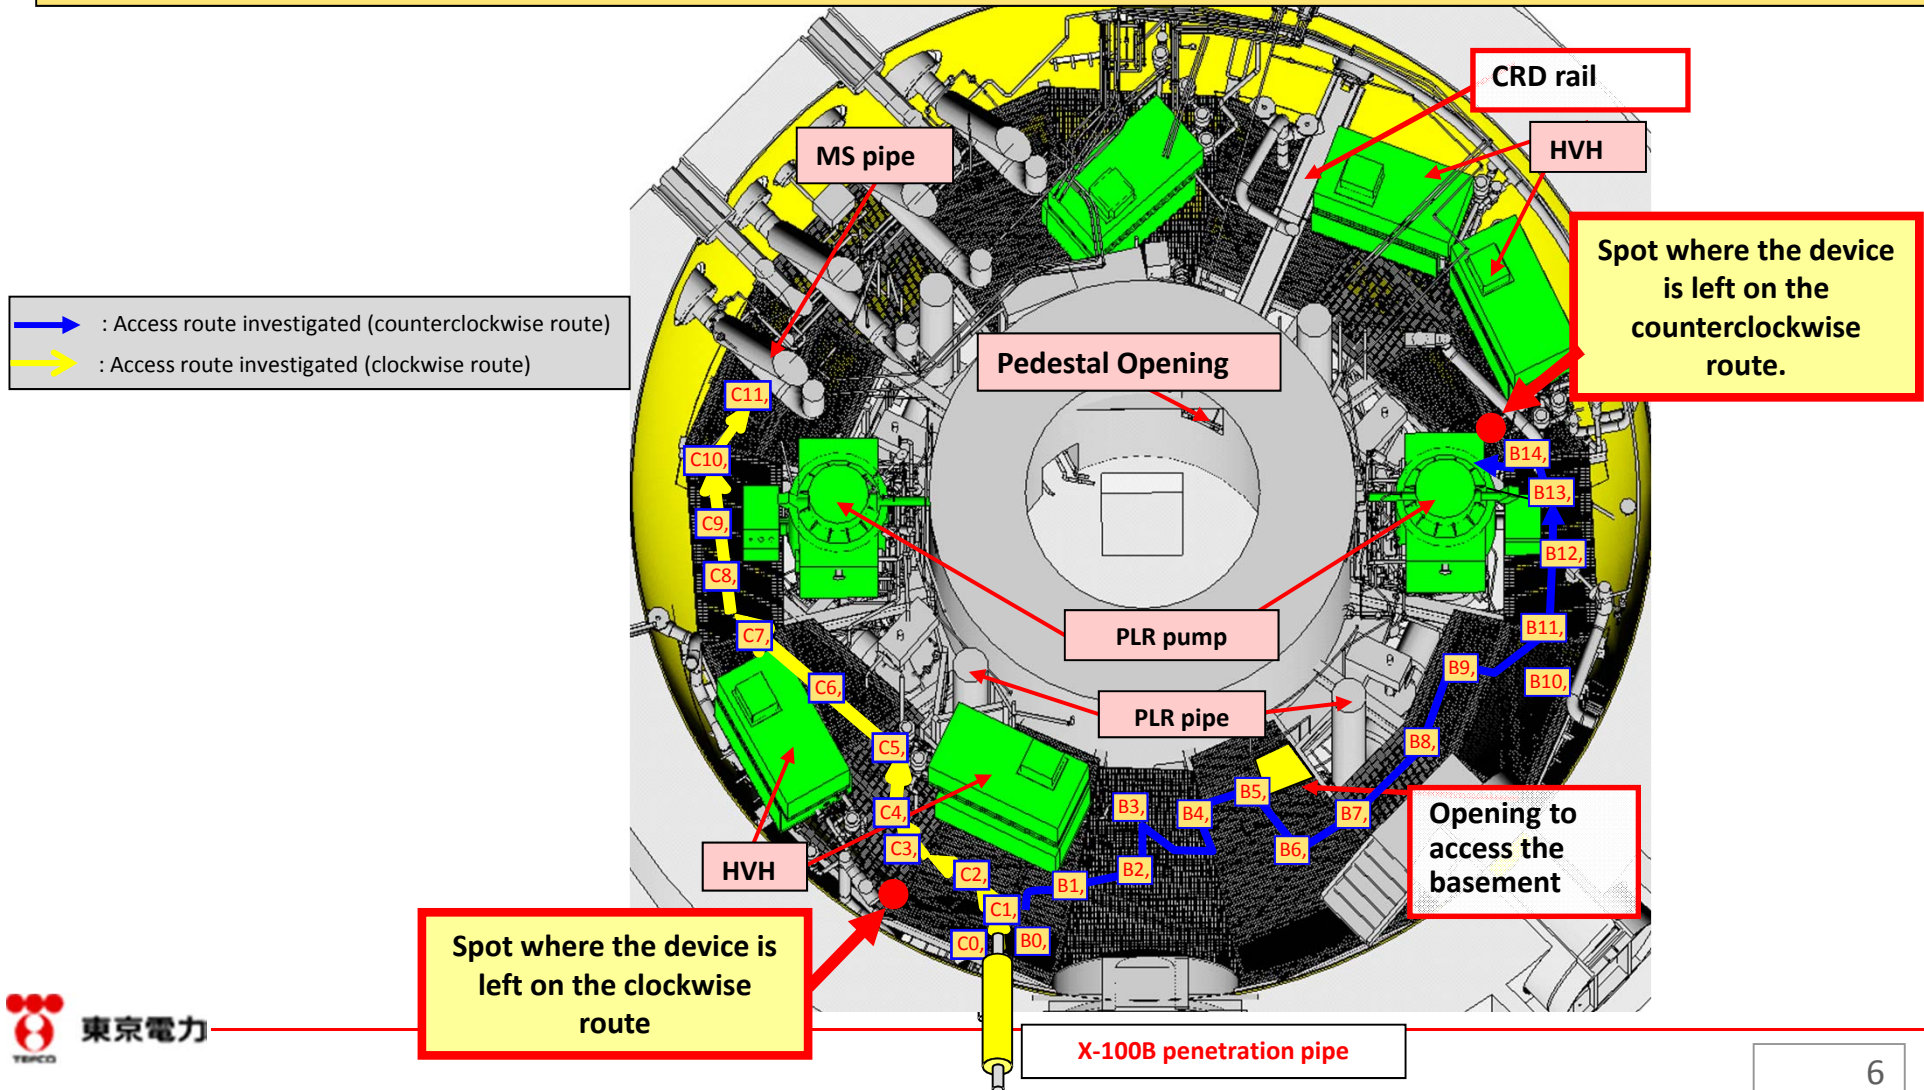 CRD rail
MS pipe
HVH
Spot where the device
is left on the
counterclockwise
route.
: Access route investigated (counterclockwise route)
: Access route investigated (clockwise route)
Pedestal Opening
C11,
C10,
B14,
B13,
C9,
B12,
C8,
C7,
PLR pump
B11,
B9,
B10,
C6,
PLR pipe
C5,
B8,
B3,
B5,
B4,
B7,
C4,
Opening to
access the
basement
C3,
B6,
HVH
C2,
B2,
B1,
C1,
C0,
B0,
Spot where the device is
left on the clockwise
route
東京電力
TEPCO
X-100B penetration pipe
6